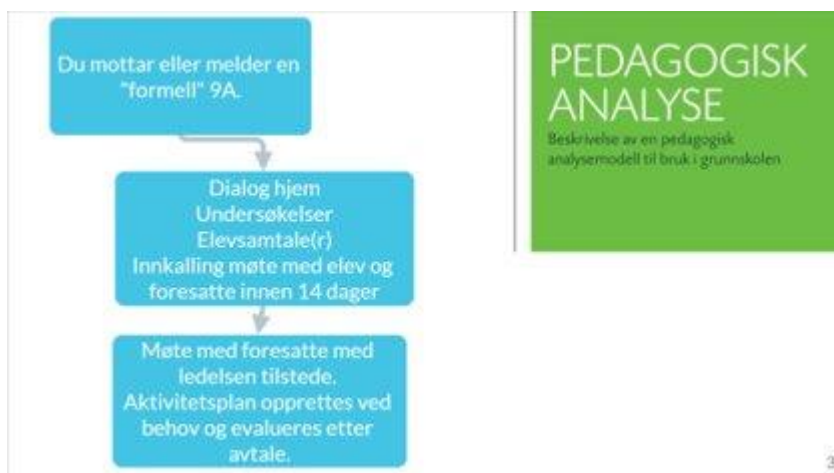 Du mottar eller melder en
"formell" 9A.
Dialog hjem
Undersøkelser
Elevsamtale(r)
Innkalling møte med elev og
foresatte innen 14 dager
Møte med foresatte med
ledelsen tilstede.
Aktivitetsplan opprettes ved
behov og evalueres etter
avtale.
PEDAGOGISK
ANALYSE
Beskrivelse av en pedagogisk
analysemodell til bruk i grunnskolen
3